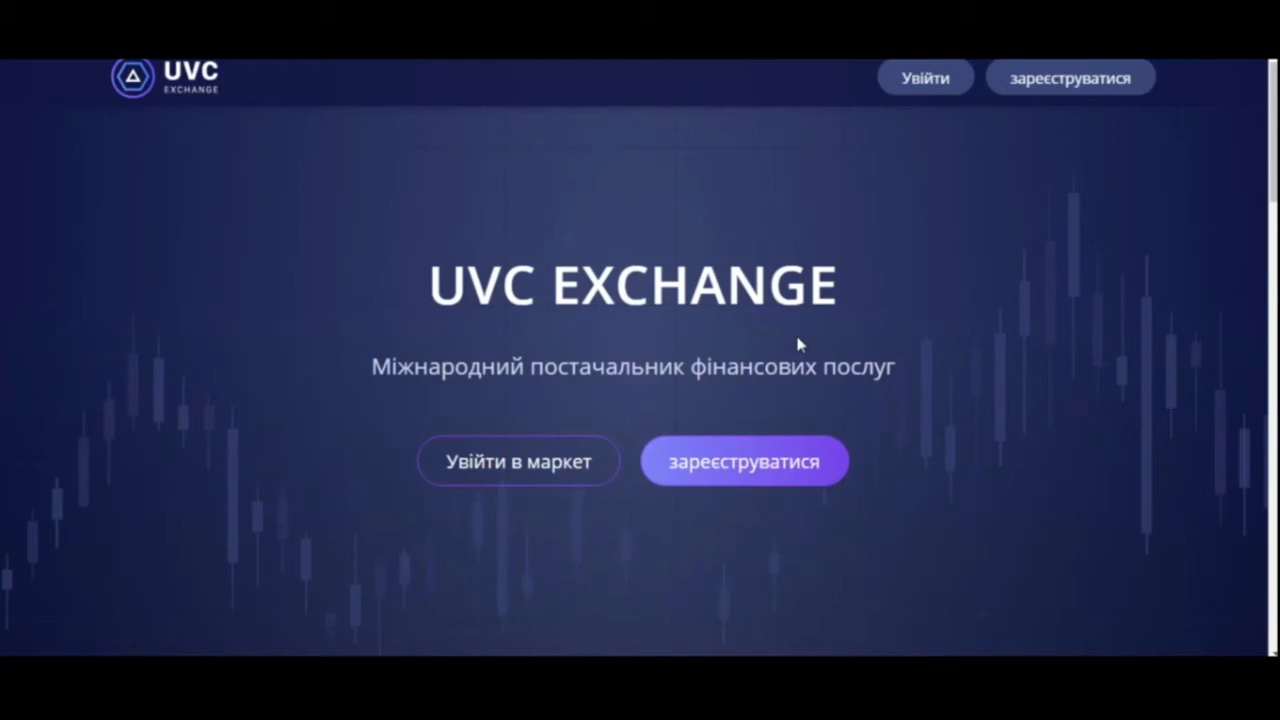 UVC
EXCHANGE
Увійти
зареєструватися
UVC EXCHANGE
Міжнародний постачальник фінансових послуг
Увійти в маркет
зареєструватися